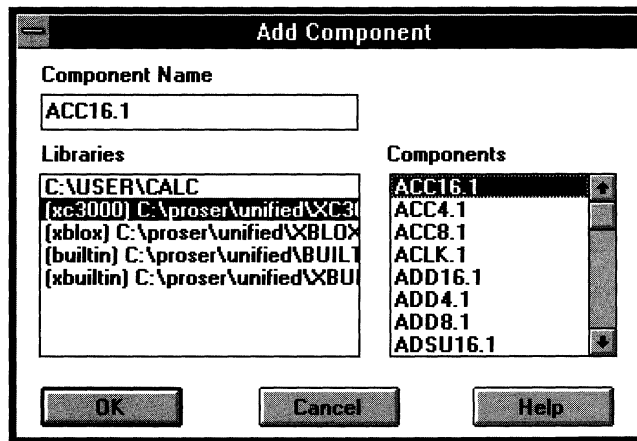 Add Component
Component Name
ACC16.1
Libraries
C:\USER\CALC
(xc3000) C:\proser\unified\XC3
(xblox) C:\proser\unified\XBLOX
(builtin) C:\proser\unified\BUILT
(xbuiltin) C:\proser\unified\XBUI
Components
ACC16.1
ACC4.1
ACC8.1
ACLK.1
ADD16.1
ADD4.1
ADD8.1
ADSU16.1
OK
Cancel
Help